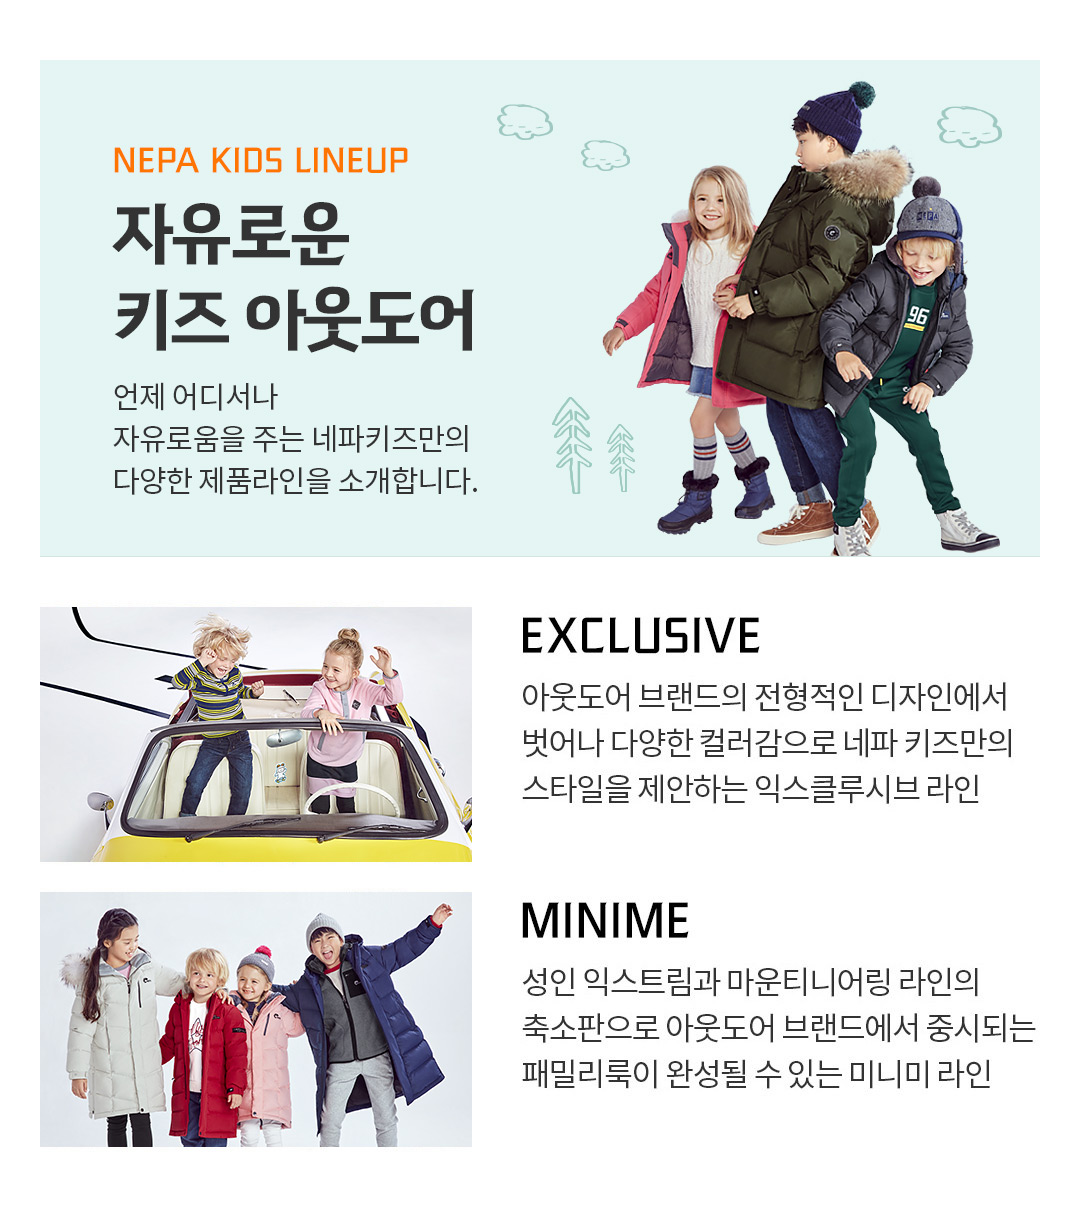 NEPA KIDS LINEUP
자유로운
키즈 아웃도어
언제 어디서나
자유로움을 주는 네파키즈만의
다양한 제품라인을 소개합니다.
NEPA
96
EXCLUSIVE
아웃도어 브랜드의 전형적인 디자인에서
벗어나 다양한 컬러감으로 네파 키즈만의
스타일을 제안하는 익스클루시브 라인
MINIME
성인 익스트림과 마운티니어링 라인의
축소판으로 아웃도어 브랜드에서 중시되는
패밀리룩이 완성될 수 있는 미니미 라인